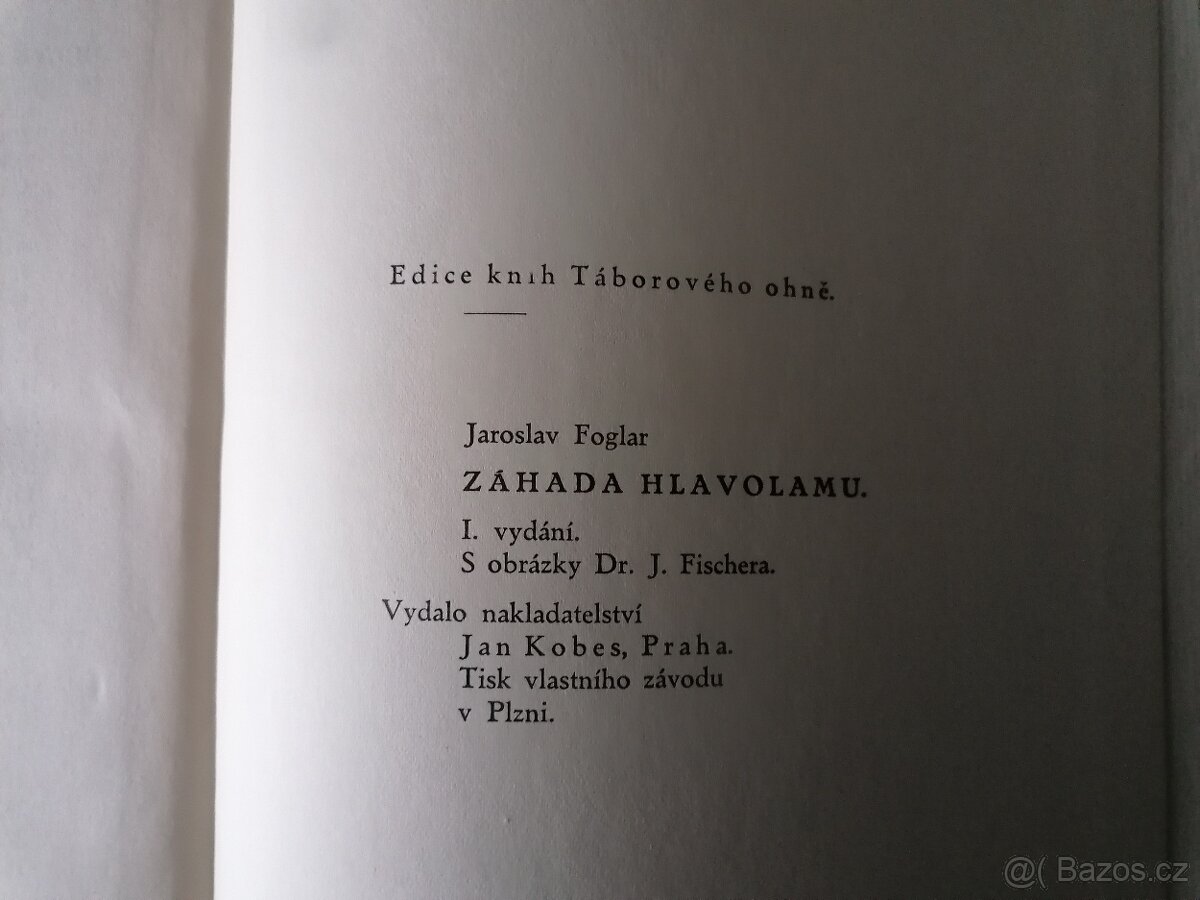 Edice knih Táborového ohně.
Jaroslav Foglar
ZÁHADA HLAVOLAMU.
I. vydání.
S obrázky Dr. J. Fischera.
Vydalo nakladatelství
Jan Kobes, Praha.
Tisk vlastního závodu
v Plzni.
@( Bazos.cz